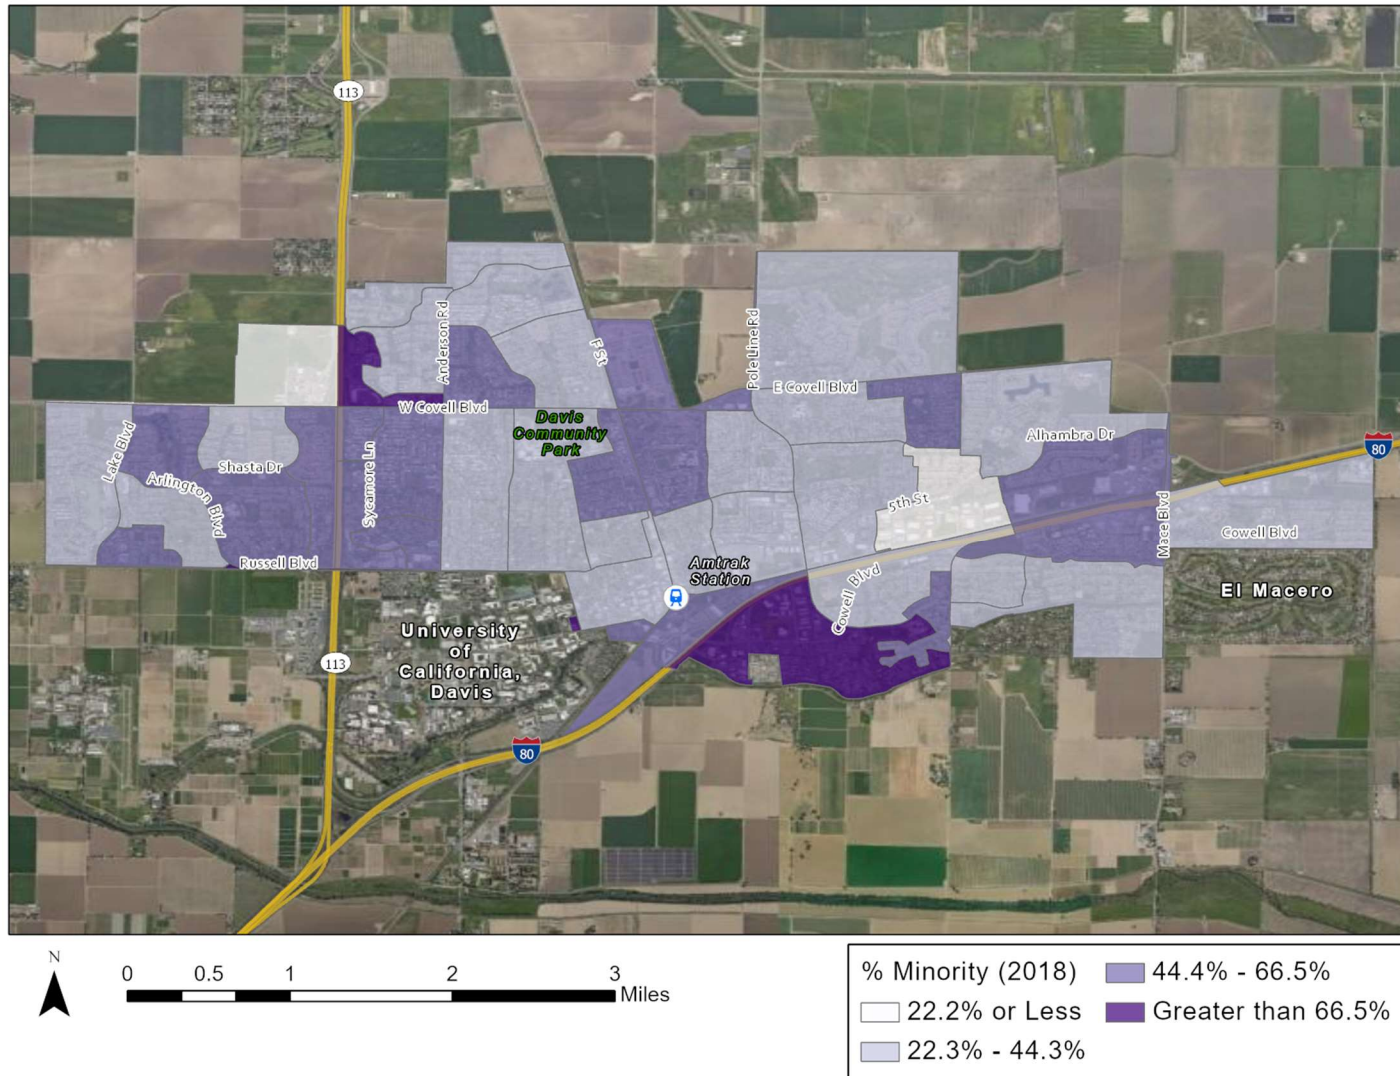 113
Anderson Rd
F St
Pole Line Rd
E Covell Blvd
W Covell Blvd
Davis
Community
Park
Alhambra Dr
80
Lake Blvd
Shasta Dr
Sycamore Ln
Arlington Blvd
5th St
Mace Blvd
Cowell Blvd
Russell Blvd
Amtrak
Station
Cowell Blvd
El Macero
University
of
California,
Davis
113
80
N
0 0.5 1 2 3
Miles
% Minority (2018)
22.2% or Less
22.3% - 44.3%
44.4% - 66.5%
Greater than 66.5%